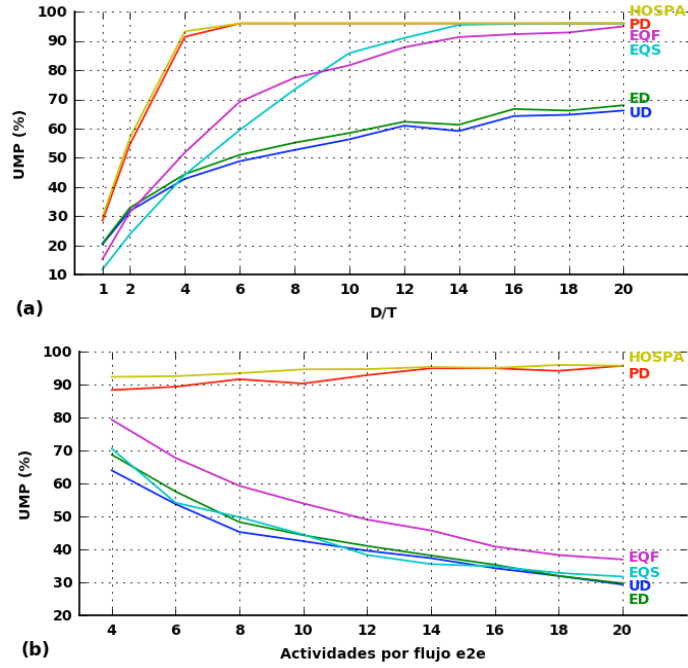 100
90
80
70
60
50
40
30
20
10
UMP (%)
HOSPA
PD
EQF
EQS
ED
UD
1 2 4 6 8 10 12 14 16 18 20
D/T
(a)
100
90
80
70
60
50
40
30
20
UMP (%)
HOSPA
PD
EQF
EQS
UD
ED
4 6 8 10 12 14 16 18 20
Actividades por flujo e2e
(b)